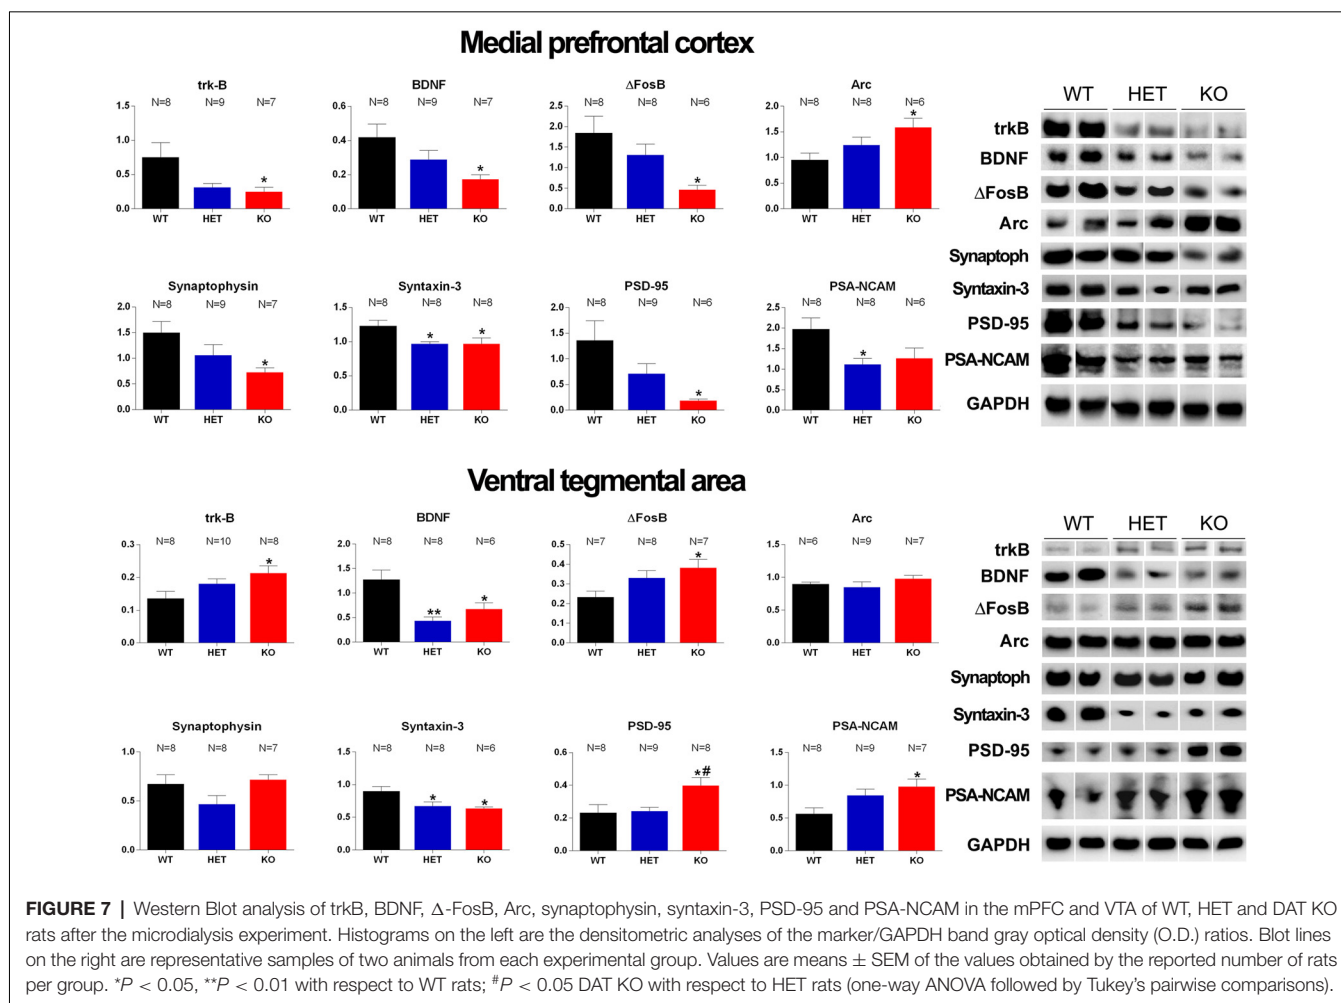 Medial prefrontal cortex
trk-B
N=8 N=9 N=7
1.5
1.0
0.5
0.0
*
WT HET KO
BDNF
N=8 N=9 N=7
0.6
0.4
0.2
0.0
*
WT HET KO
ΔFosB
N=8 N=8 N=6
2.5
2.0
1.5
1.0
0.5
0.0
*
WT HET KO
Arc
N=8 N=8 N=6
2.0
1.5
1.0
0.5
0.0
*
WT HET KO
Synaptophysin
N=8 N=9 N=7
2.0
1.5
1.0
0.5
0.0
*
WT HET KO
Syntaxin-3
N=8 N=8 N=8
1.5
1.0
0.5
0.0
* *
WT HET KO
PSD-95
N=8 N=9 N=6
2.0
1.5
1.0
0.5
0.0
*
WT HET KO
PSA-NCAM
N=8 N=8 N=6
2.5
2.0
1.5
1.0
0.5
0.0
*
WT HET KO
WT HET KO
trkB
BDNF
ΔFosB
Arc
Synaptoph
Syntaxin-3
PSD-95
PSA-NCAM
GAPDH
Ventral tegmental area
trk-B
N=8 N=10 N=8
0.3
0.2
0.1
0.0
*
WT HET KO
BDNF
N=8 N=8 N=6
2.0
1.5
1.0
0.5
0.0
** *
WT HET KO
ΔFosB
N=7 N=8 N=7
0.5
0.4
0.3
0.2
0.1
0.0
*
WT HET KO
Arc
N=6 N=9 N=7
1.5
1.0
0.5
0.0
WT HET KO
Synaptophysin
N=8 N=8 N=7
1.0
0.5
0.0
WT HET KO
Syntaxin-3
N=8 N=8 N=6
1.5
1.0
0.5
0.0
* *
WT HET KO
PSD-95
N=8 N=9 N=8
0.6
0.4
0.2
0.0
*#
WT HET KO
PSA-NCAM
N=8 N=9 N=7
1.5
1.0
0.5
0.0
*
WT HET KO
WT HET KO
trkB
BDNF
ΔFosB
Arc
Synaptoph
Syntaxin-3
PSD-95
PSA-NCAM
GAPDH
FIGURE 7 | Western Blot analysis of trkB, BDNF, Δ-FosB, Arc, synaptophysin, syntaxin-3, PSD-95 and PSA-NCAM in the mPFC and VTA of WT, HET and DAT KO
rats after the microdialysis experiment. Histograms on the left are the densitometric analyses of the marker/GAPDH band gray optical density (O.D.) ratios. Blot lines
on the right are representative samples of two animals from each experimental group. Values are means ± SEM of the values obtained by the reported number of rats
per group. *P < 0.05, **P < 0.01 with respect to WT rats; #P < 0.05 DAT KO with respect to HET rats (one-way ANOVA followed by Tukey's pairwise comparisons).